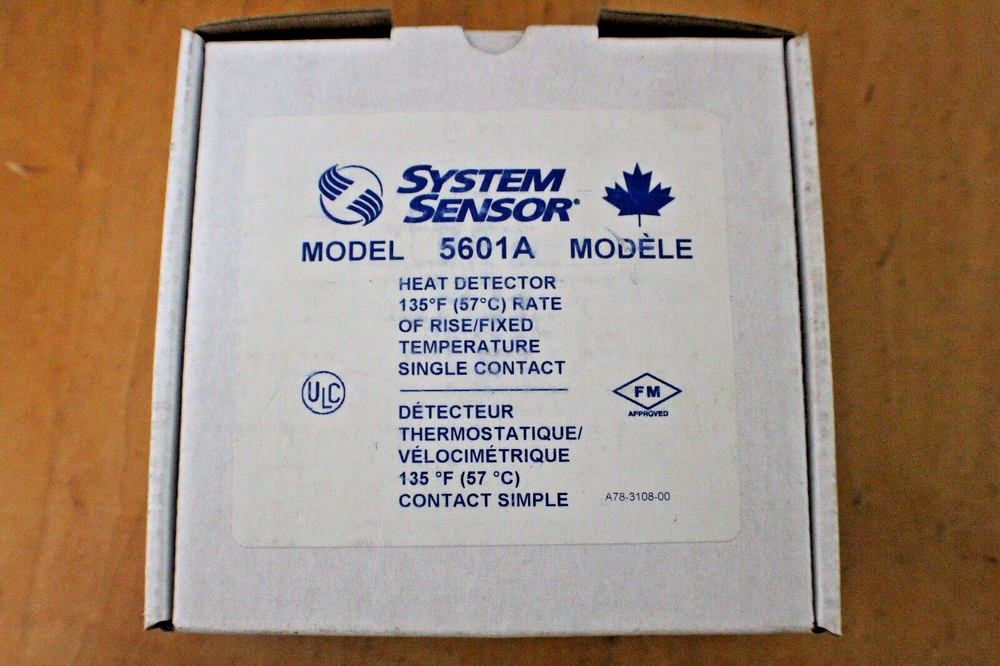 SYSTEM
SENSOR®
MODEL 5601A MODÈLE
HEAT DETECTOR
135°F (57°C) RATE
OF RISE/FIXED
TEMPERATURE
SINGLE CONTACT
ULC
FM
APPROVED
DÉTECTEUR
THERMOSTATIQUE/
VÉLOCIMÉTRIQUE
135 °F (57 °C)
CONTACT SIMPLE
A78-3108-00